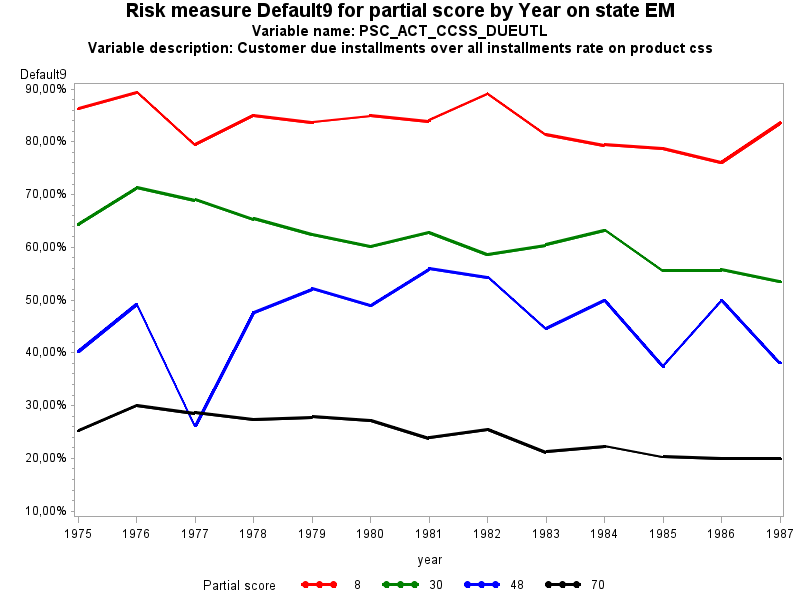 Risk measure Default9 for partial score by Year on state EM
Variable name: PSC_ACT_CCSS_DUEUTL
Variable description: Customer due installments over all installments rate on product css
Default9
90,00%
80,00%
70,00%
60,00%
50,00%
40,00%
30,00%
20,00%
10,00%
1975 1976 1977 1978 1979 1980 1981 1982 1983 1984 1985 1986 1987
year
Partial score 8 30 48 70